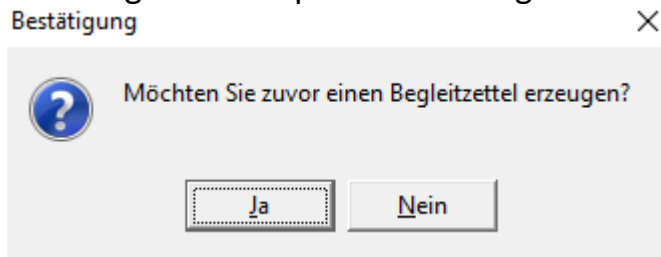 Bestätigung
Möchten Sie zuvor einen Begleitzettel erzeugen?
Ja
Nein